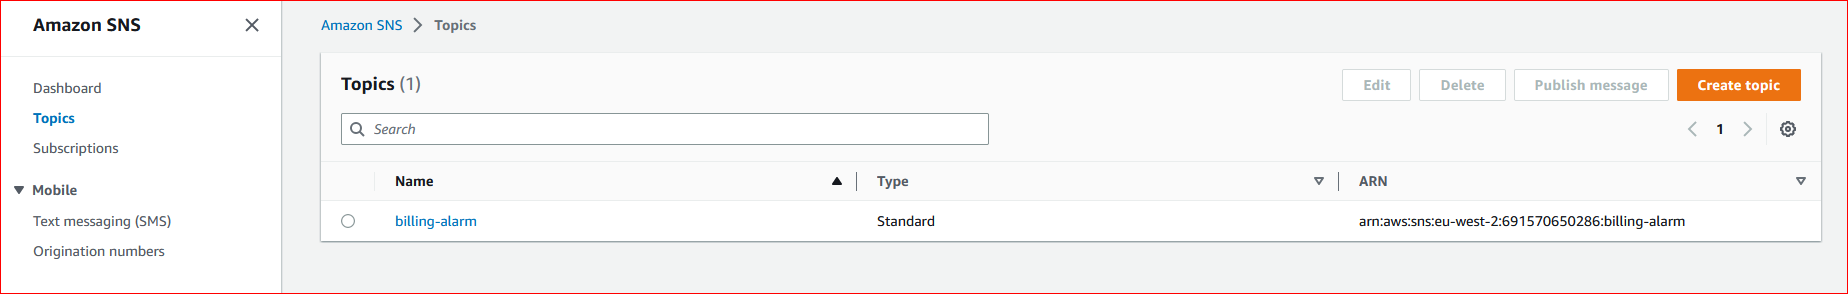 Amazon SNS
Dashboard
Topics
Subscriptions
Mobile
Text messaging (SMS)
Origination numbers
Amazon SNS > Topics
Topics (1)
Edit
Delete
Publish message
Create topic
Search
1
Name Type ARN
billing-alarm Standard arn:aws:sns:eu-west-2:691570650286:billing-alarm